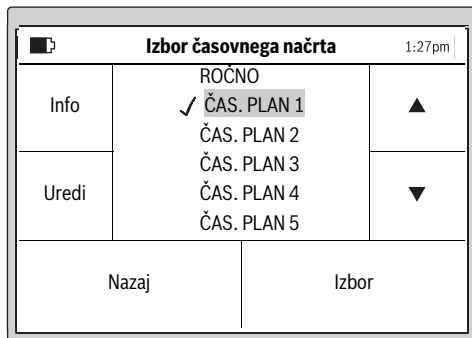 Izbor časovnega načrta 1:27pm
Info
Uredi
ROČNO
✓ ČAS. PLAN 1
ČAS. PLAN 2
ČAS. PLAN 3
ČAS. PLAN 4
ČAS. PLAN 5
▲
▼
Nazaj Izbor